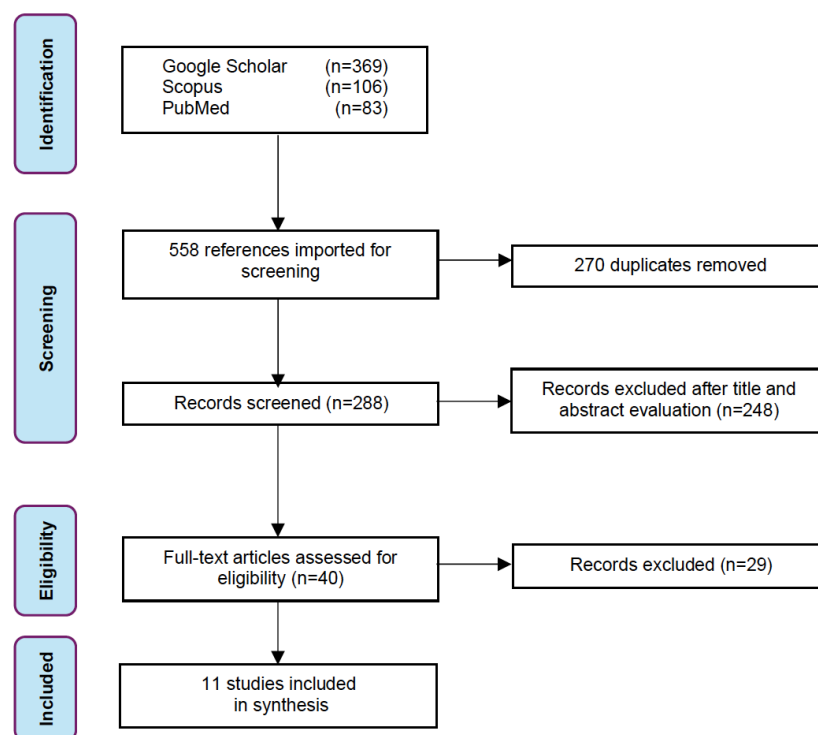 Identification
Google Scholar (n=369)
Scopus (n=106)
PubMed (n=83)
Screening
558 references imported for
screening
270 duplicates removed
Records screened (n=288)
Records excluded after title and
abstract evaluation (n=248)
Eligibility
Full-text articles assessed for
eligibility (n=40)
Records excluded (n=29)
Included
11 studies included
in synthesis